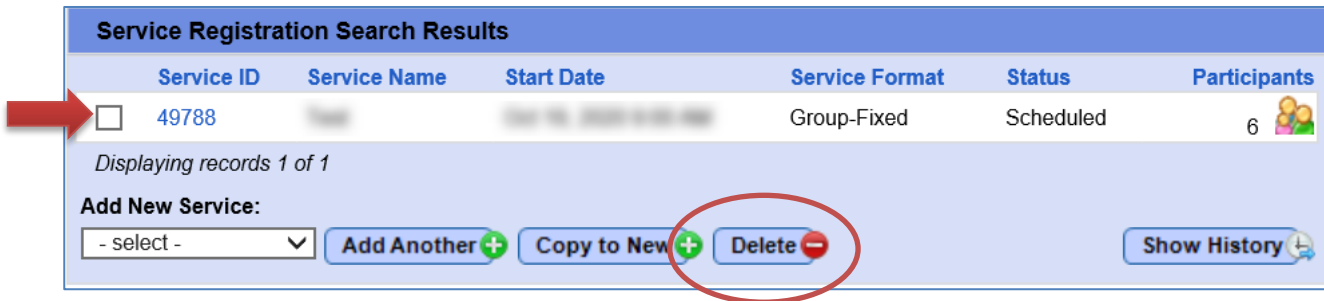 Service Registration Search Results
Service ID Service Name Start Date Service Format Status Participants
49788 Group-Fixed Scheduled 6
Displaying records 1 of 1
Add New Service:
- select - Add Another Copy to New Delete Show History